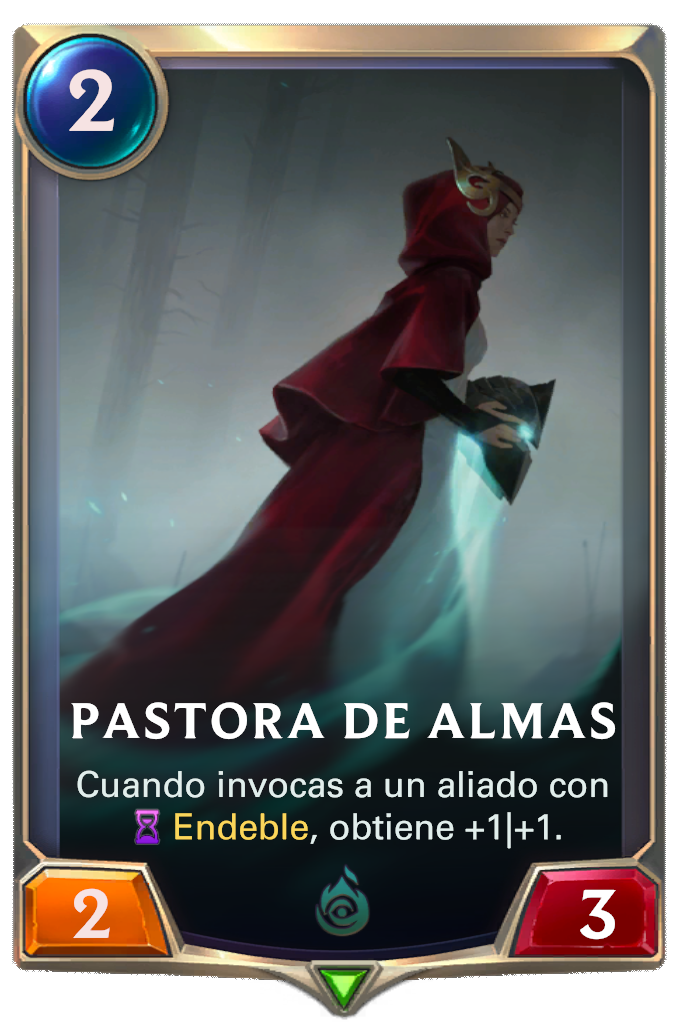 2
PASTORA DE ALMAS
Cuando invocas a un aliado con
Endeble, obtiene +1|+1.
2
3